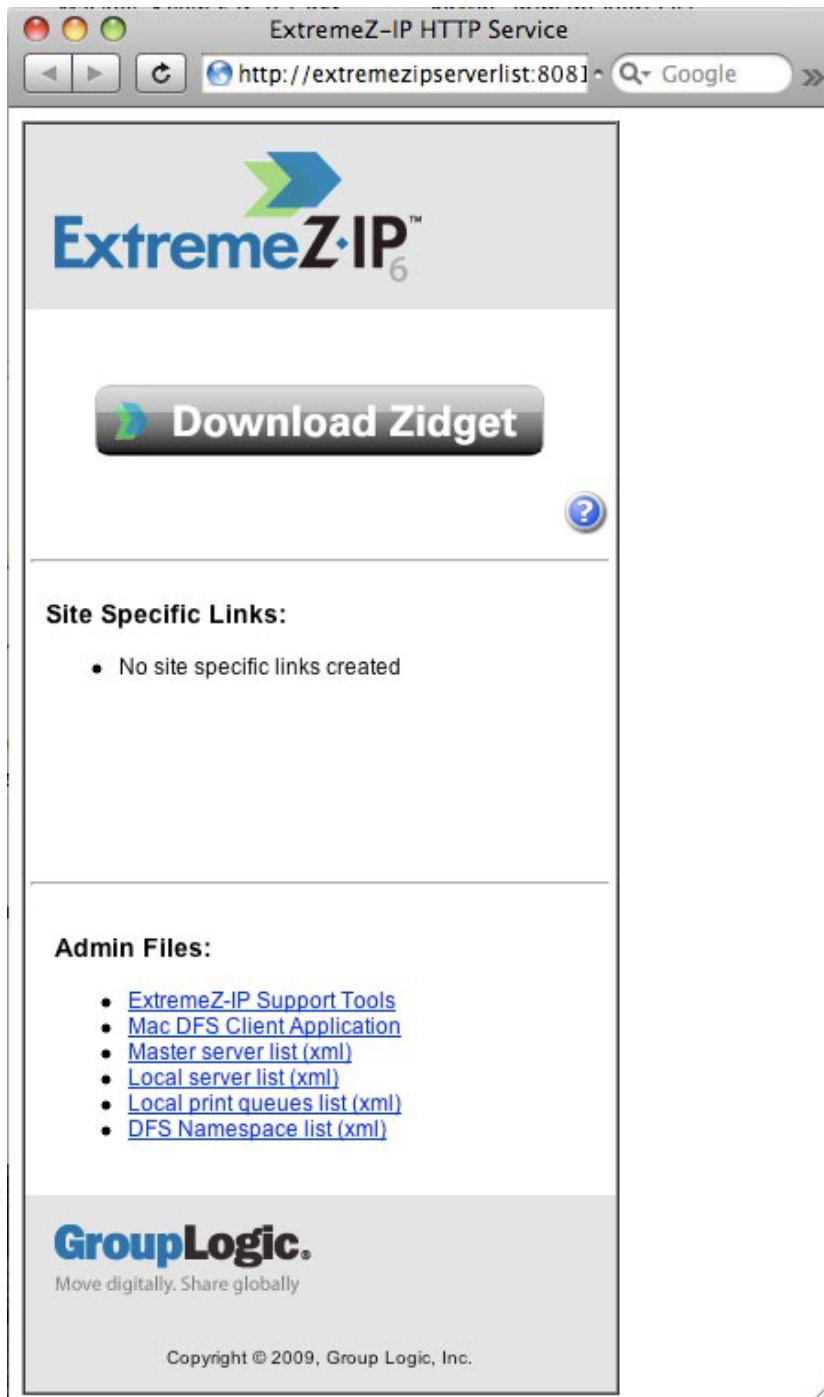 ExtremeZ-IP HTTP Service
http://extremezipserverlist:8081
Google
ExtremeZ·IP™
6
Download Zidget
?
Site Specific Links:
• No site specific links created
Admin Files:
• ExtremeZ-IP Support Tools
• Mac DFS Client Application
• Master server list (xml)
• Local server list (xml)
• Local print queues list (xml)
• DFS Namespace list (xml)
GroupLogic®
Move digitally. Share globally
Copyright © 2009, Group Logic, Inc.